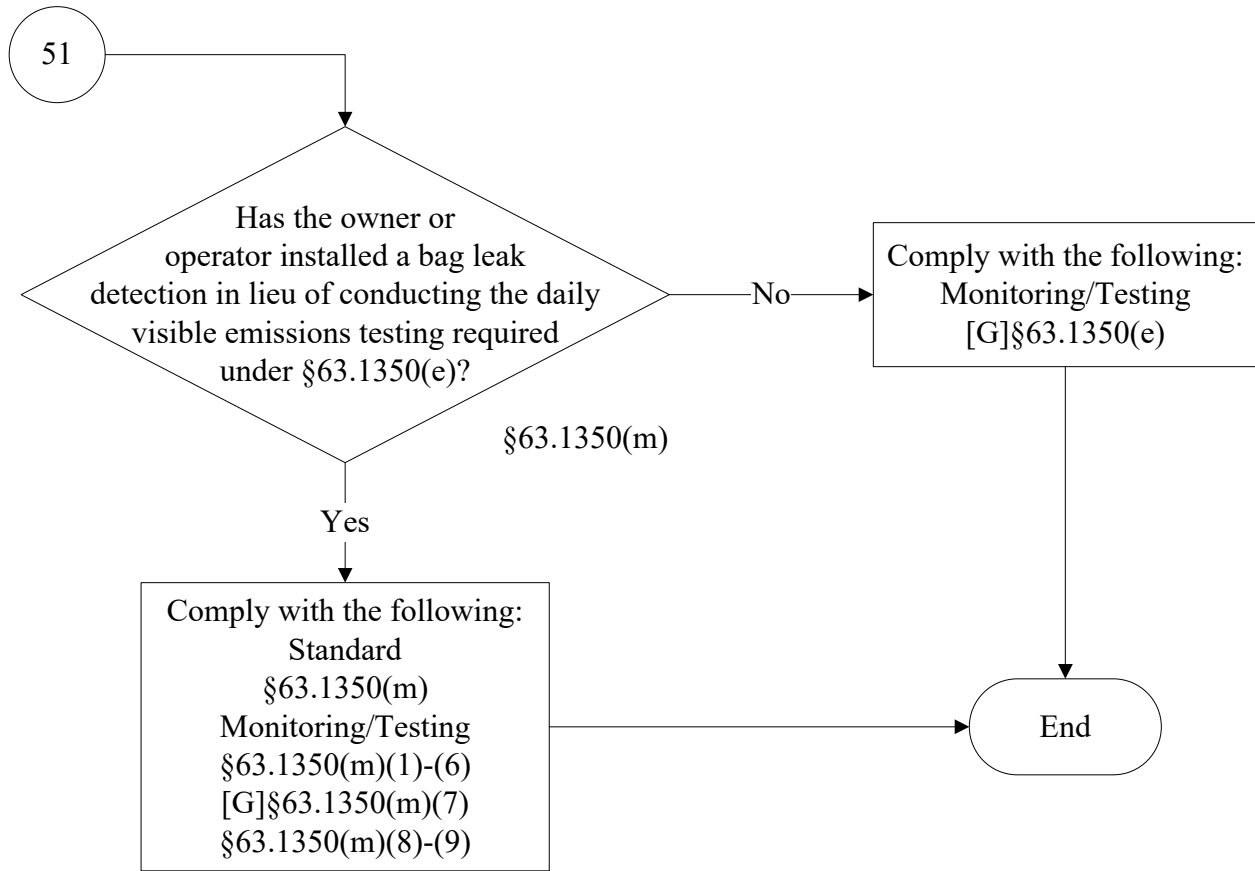 51
Has the owner or
operator installed a bag leak
detection in lieu of conducting the daily
visible emissions testing required
under §63.1350(e)?
No
Comply with the following:
Monitoring/Testing
[G]§63.1350(e)
§63.1350(m)
Yes
Comply with the following:
Standard
§63.1350(m)
Monitoring/Testing
§63.1350(m)(1)-(6)
[G]§63.1350(m)(7)
§63.1350(m)(8)-(9)
End